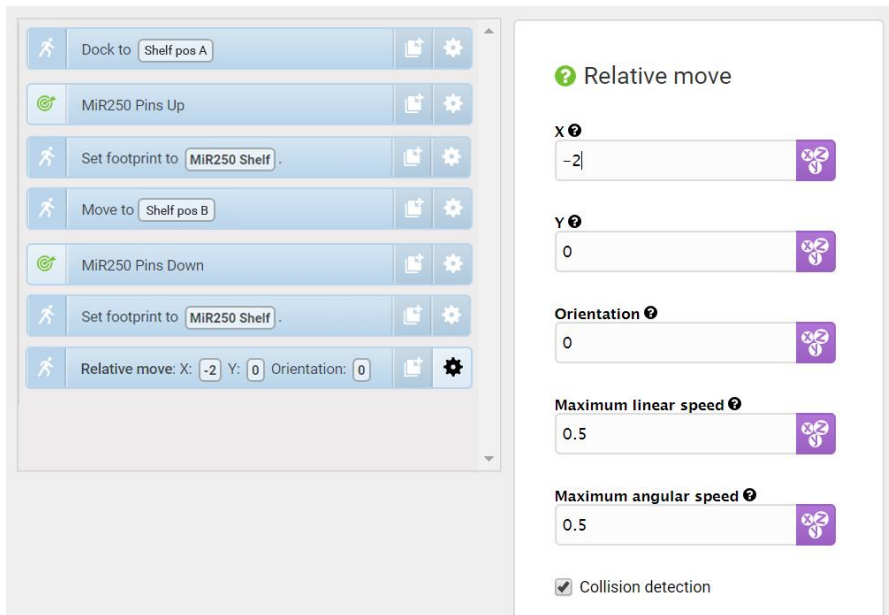 Dock to Shelf pos A
MiR250 Pins Up
Set footprint to MiR250 Shelf .
Move to Shelf pos B
MiR250 Pins Down
Set footprint to MiR250 Shelf .
Relative move: X: -2 Y: 0 Orientation: 0
? Relative move
X ?
-2
Y ?
0
Orientation ?
0
Maximum linear speed ?
0.5
Maximum angular speed ?
0.5
Collision detection